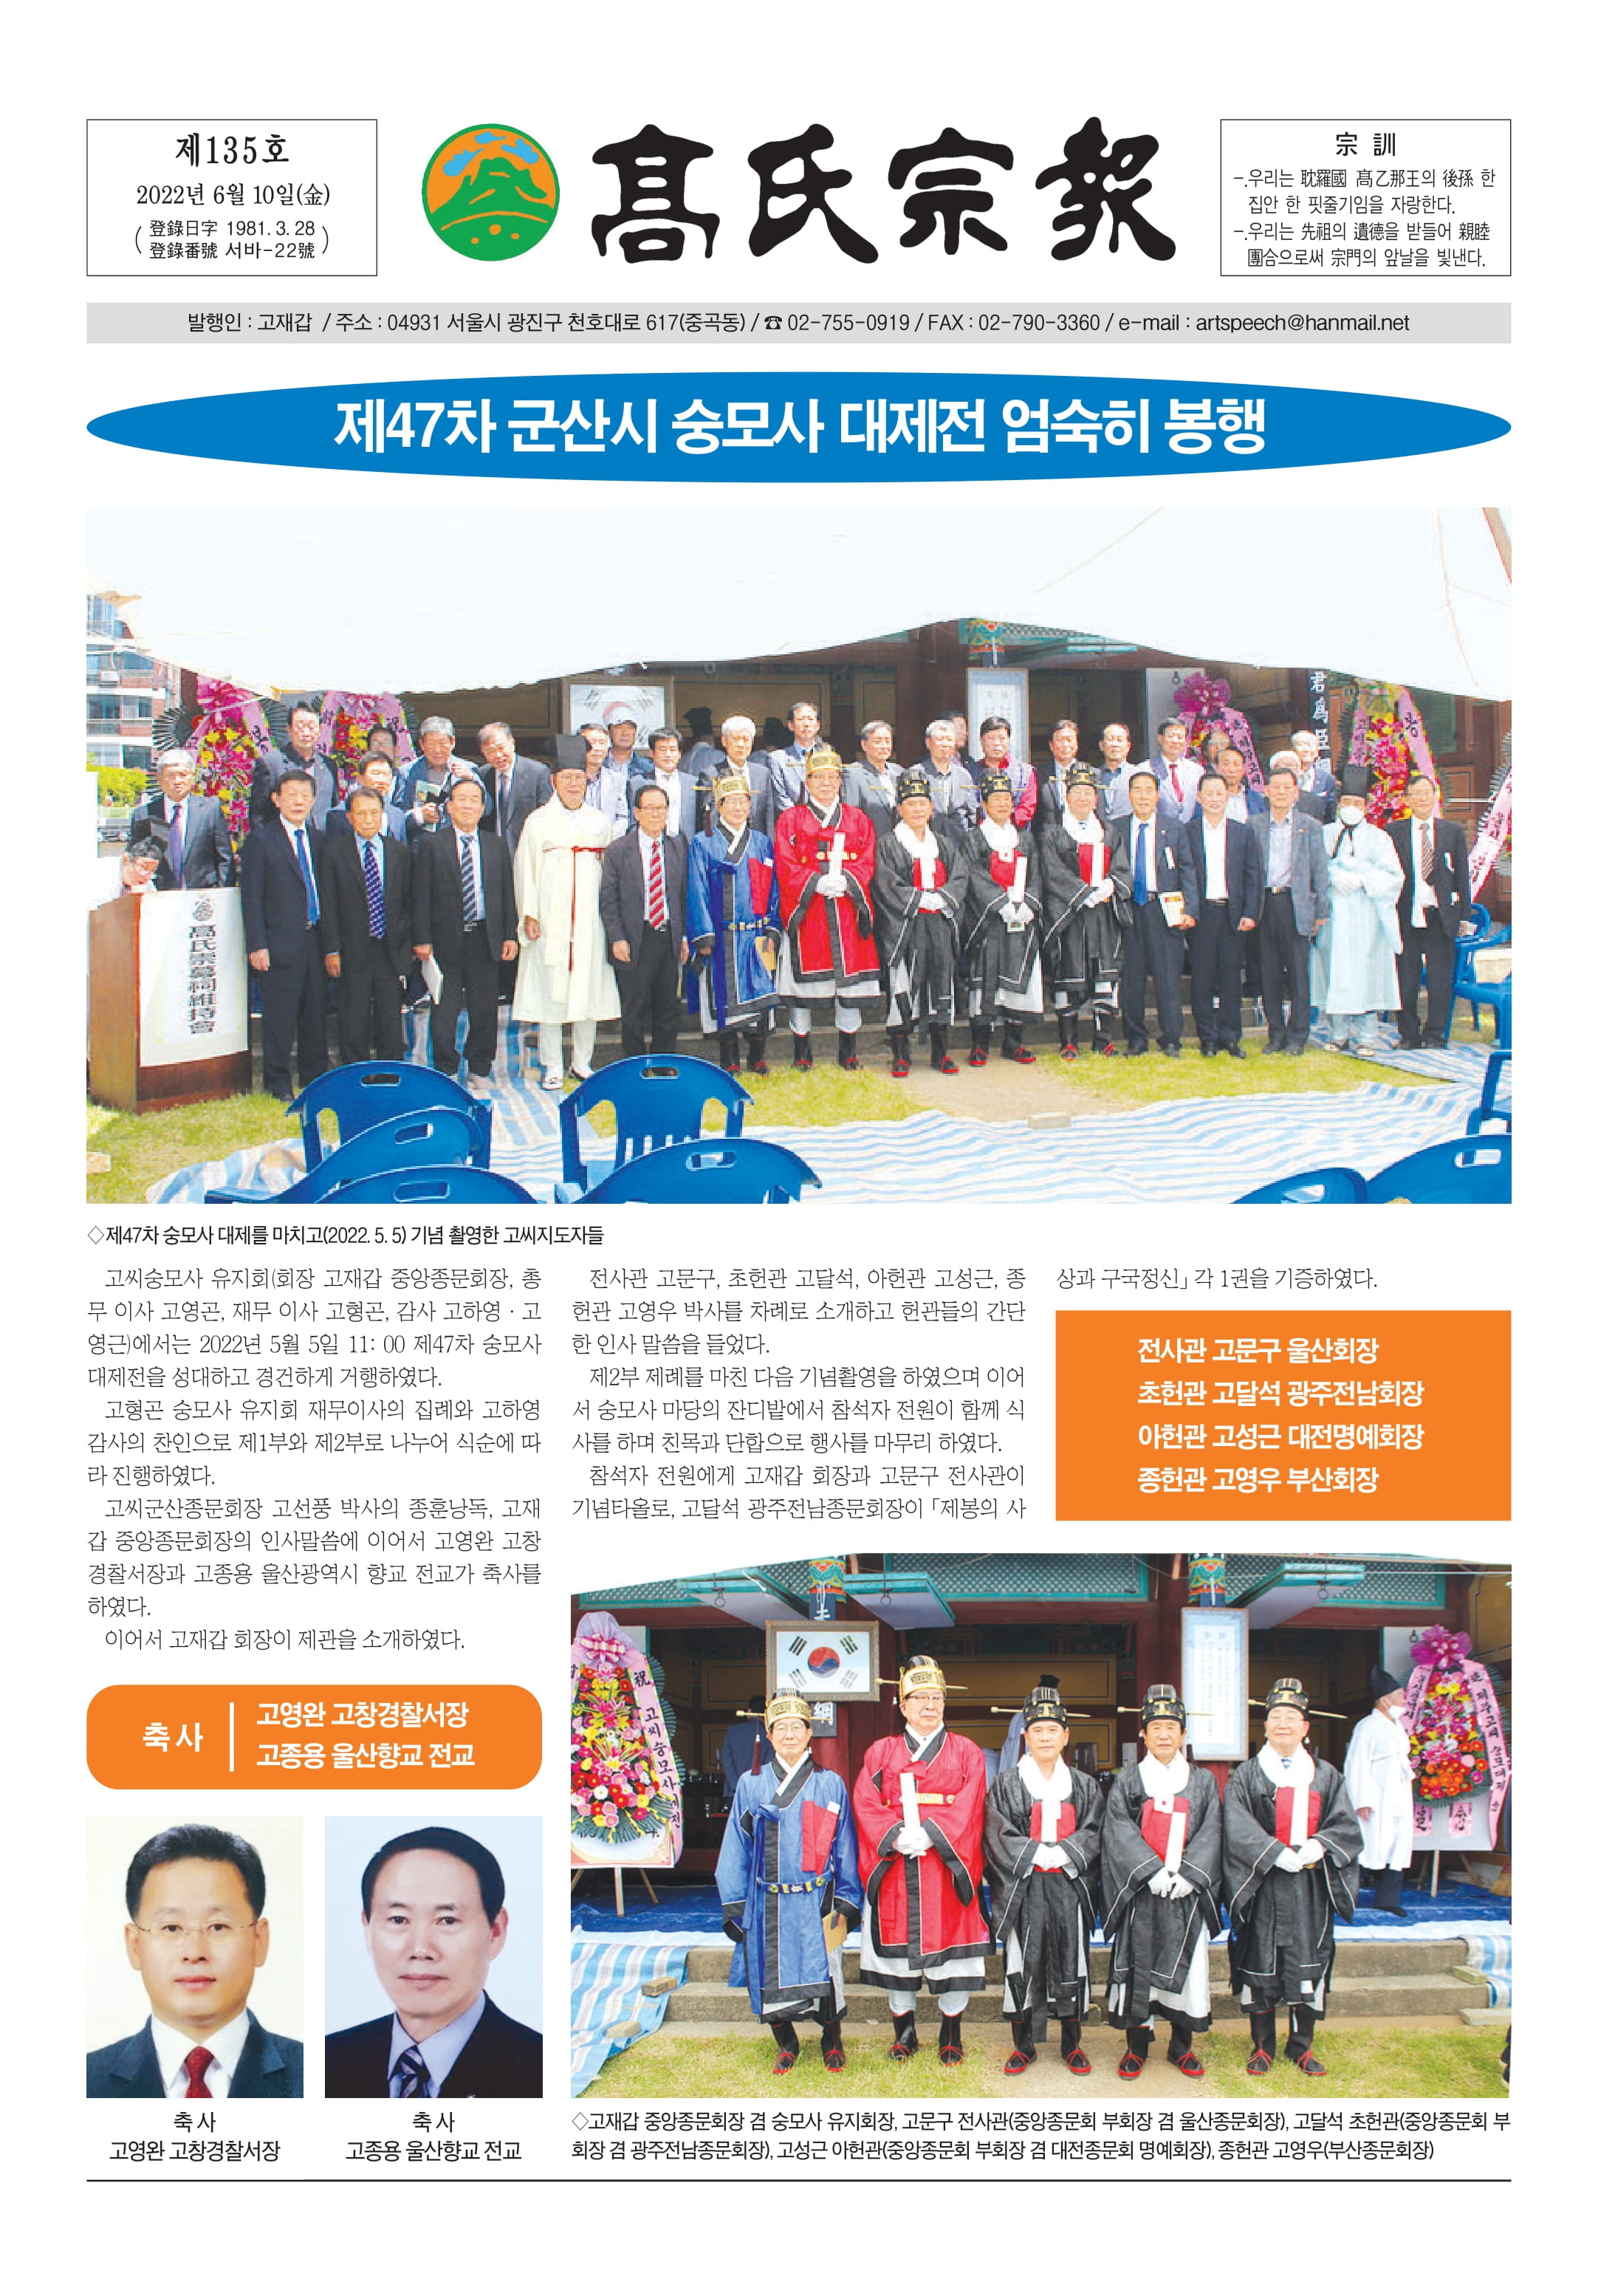 제135호
2022년 6월 10일(金)
登錄日字 1981. 3. 28
登錄番號 서바-22號
高氏宗報
宗 訓
-.우리는 耽羅國 高乙那王의 後孫 한
집안 한 핏줄기임을 자랑한다.
-.우리는 先祖의 遺德을 받들어 親睦
團合으로써 宗門의 앞날을 빛낸다.
발행인 : 고재갑 / 주소 : 04931 서울시 광진구 천호대로 617(중곡동) / ☎ 02-755-0919 / FAX : 02-790-3360 / e-mail : artspeech@hanmail.net
제47차 군산시 숭모사 대제전 엄숙히 봉행
君爲臣
高氏崇慕祠維持會
◇제47차 숭모사 대제를 마치고(2022. 5. 5) 기념 촬영한 고씨지도자들
고씨숭모사 유지회(회장 고재갑 중앙종문회장, 총
무 이사 고영곤, 재무 이사 고형곤, 감사 고하영 · 고
영근)에서는 2022년 5월 5일 11: 00 제47차 숭모사
대제전을 성대하고 경건하게 거행하였다.
고형곤 숭모사 유지회 재무이사의 집례와 고하영
감사의 찬인으로 제1부와 제2부로 나누어 식순에 따
라 진행하였다.
고씨군산종문회장 고선풍 박사의 종훈낭독, 고재
갑 중앙종문회장의 인사말씀에 이어서 고영완 고창
경찰서장과 고종용 울산광역시 향교 전교가 축사를
하였다.
이어서 고재갑 회장이 제관을 소개하였다.
전사관 고문구, 초헌관 고달석, 아헌관 고성근, 종
헌관 고영우 박사를 차례로 소개하고 헌관들의 간단
한 인사 말씀을 들었다.
제2부 제례를 마친 다음 기념촬영을 하였으며 이어
서 숭모사 마당의 잔디밭에서 참석자 전원이 함께 식
사를 하며 친목과 단합으로 행사를 마무리 하였다.
참석자 전원에게 고재갑 회장과 고문구 전사관이
기념타올로, 고달석 광주전남종문회장이 「제봉의 사
상과 구국정신」 각 1권을 기증하였다.
전사관 고문구 울산회장
초헌관 고달석 광주전남회장
아헌관 고성근 대전명예회장
종헌관 고영우 부산회장
축 사
고영완 고창경찰서장
고종용 울산향교 전교
축 사
고영완 고창경찰서장
축 사
고종용 울산향교 전교
祝 고씨숭모사
綱
◇고재갑 중앙종문회장 겸 숭모사 유지회장, 고문구 전사관(중앙종문회 부회장 겸 울산종문회장), 고달석 초헌관(중앙종문회 부
회장 겸 광주전남종문회장), 고성근 아헌관(중앙종문회 부회장 겸 대전종문회 명예회장), 종헌관 고영우(부산종문회장)